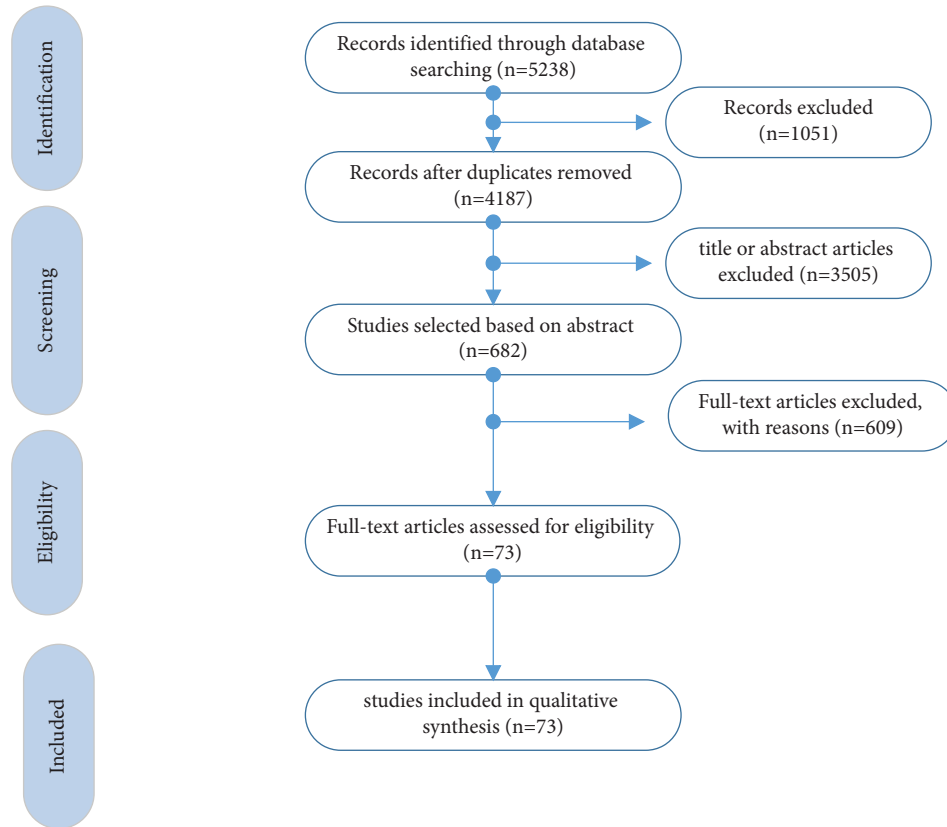 Identification
Records identified through database
searching (n=5238)
Records excluded
(n=1051)
Records after duplicates removed
(n=4187)
Screening
title or abstract articles
excluded (n=3505)
Studies selected based on abstract
(n=682)
Full-text articles excluded,
with reasons (n=609)
Eligibility
Full-text articles assessed for eligibility
(n=73)
Included
studies included in qualitative
synthesis (n=73)